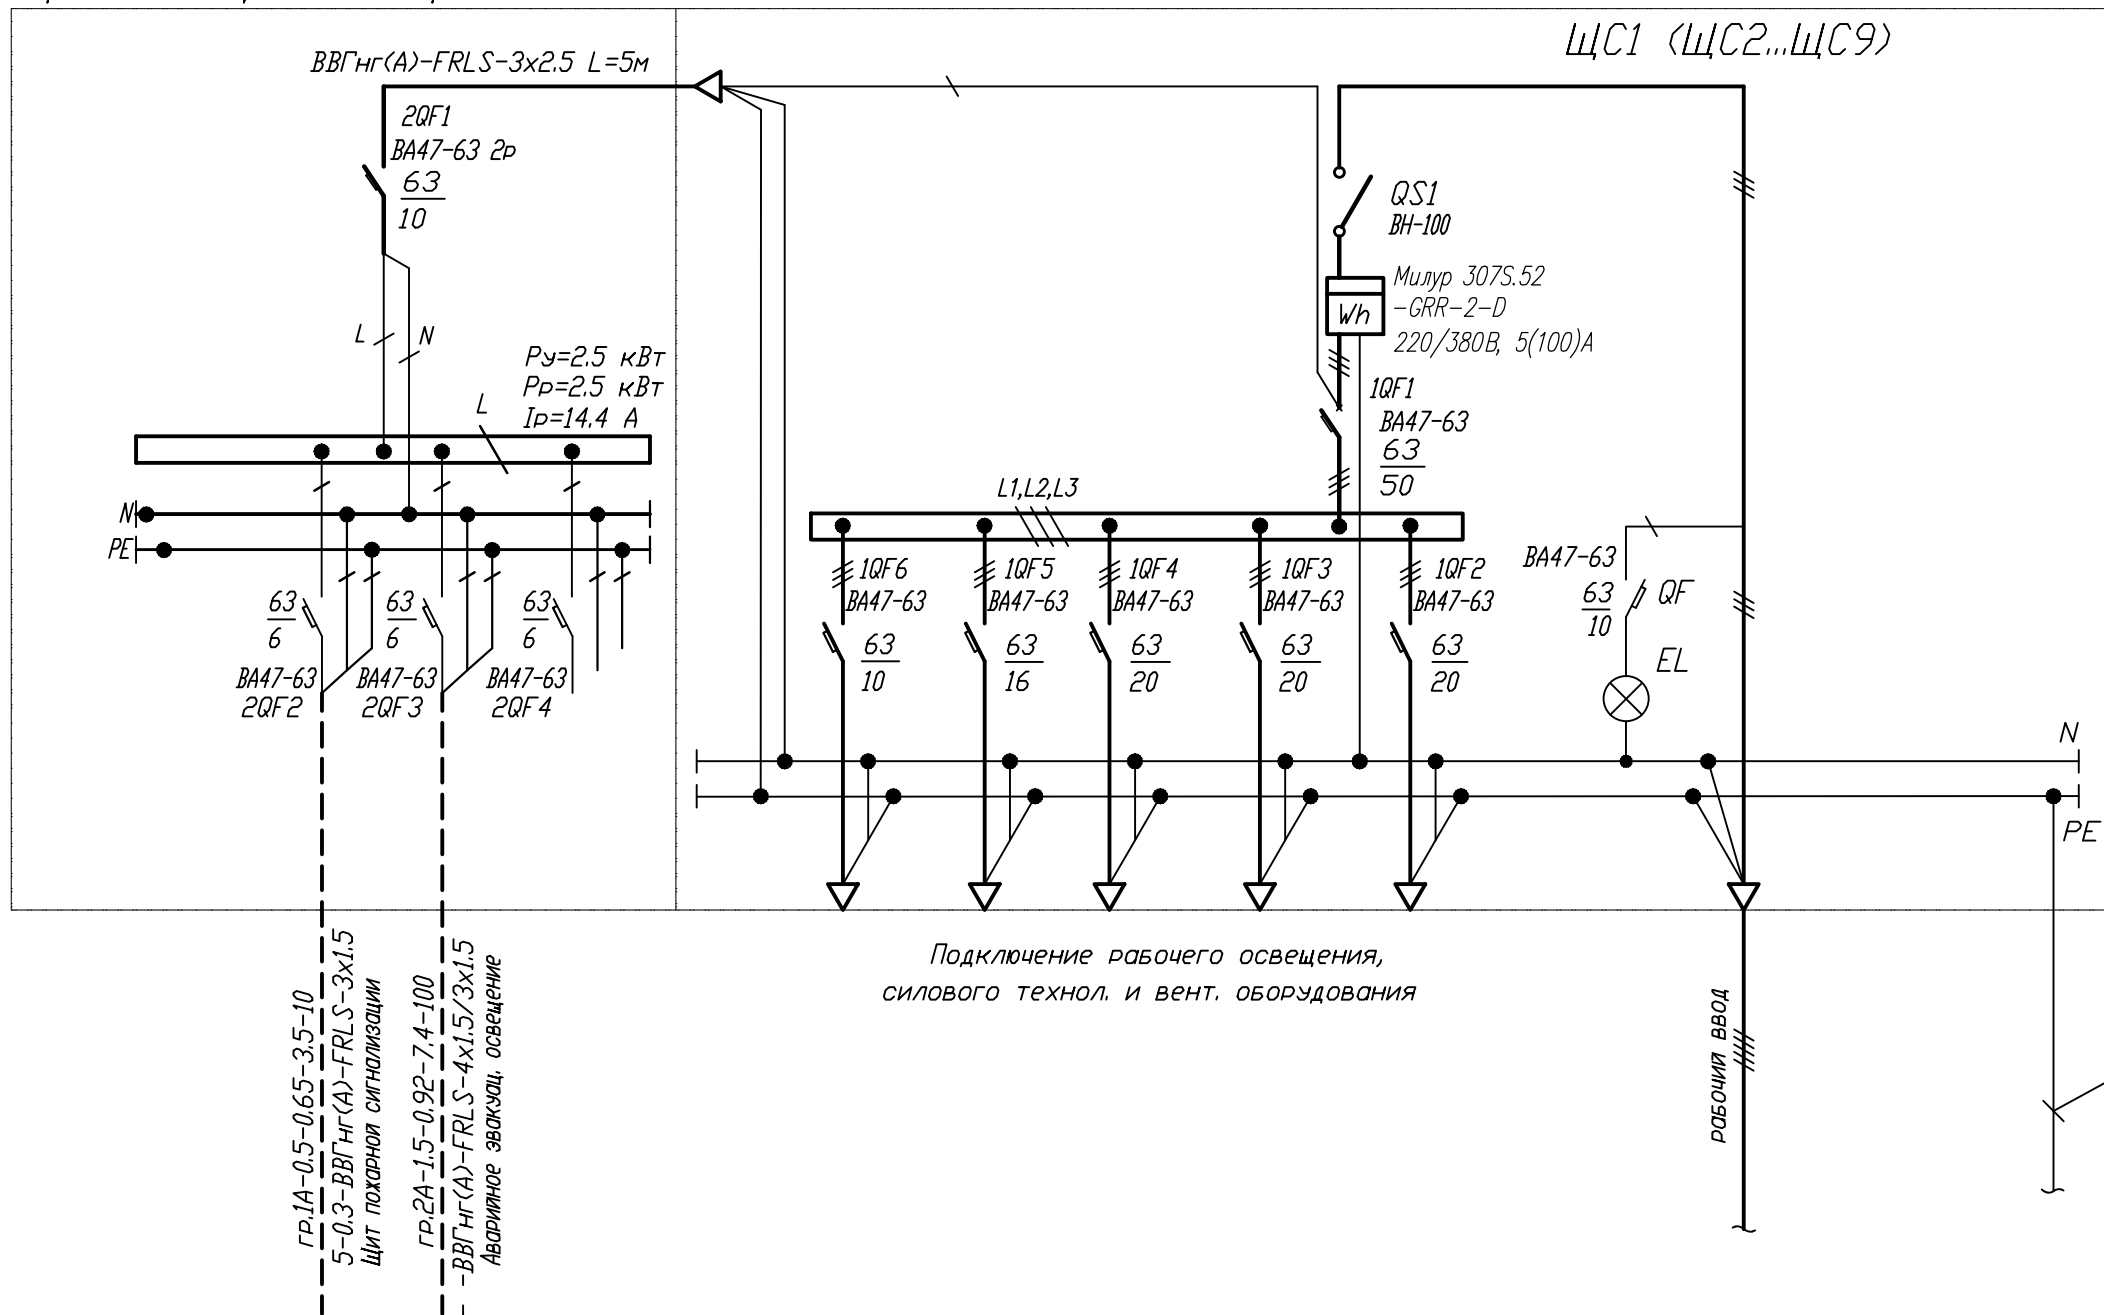 ЩС1 (ЩС2...ЩС9)
ВВГнг(А)-FRLS-3х2.5 L=5м
2QF1
ВА47-63 2р
63
10
L
N
Ру=2.5 кВт
Рр=2.5 кВт
Iр=14.4 А
L
N
PE
63
6
ВА47-63
2QF2
63
6
ВА47-63
2QF3
63
6
ВА47-63
2QF4
QS1
ВН-100
Wh
Милур 307S.52
-GRR-2-D
220/380В, 5(100)А
1QF1
ВА47-63
63
50
L1,L2,L3
1QF6
ВА47-63
63
10
1QF5
ВА47-63
63
16
1QF4
ВА47-63
63
20
1QF3
ВА47-63
63
20
1QF2
ВА47-63
63
20
ВА47-63
63
10
QF
EL
N
PE
Подключение рабочего освещения,
силового технол. и вент. оборудования
гр.1А-0.5-0.65-3.5-10
5-0.3-ВВГнг(А)-FRLS-3х1.5
Щит пожарной сигнализации
гр.2А-1.5-0.92-7.4-100
-ВВГнг(А)-FRLS-4х1.5/3х1.5
Аварийное эвакуац. освещение
рабочий ввод